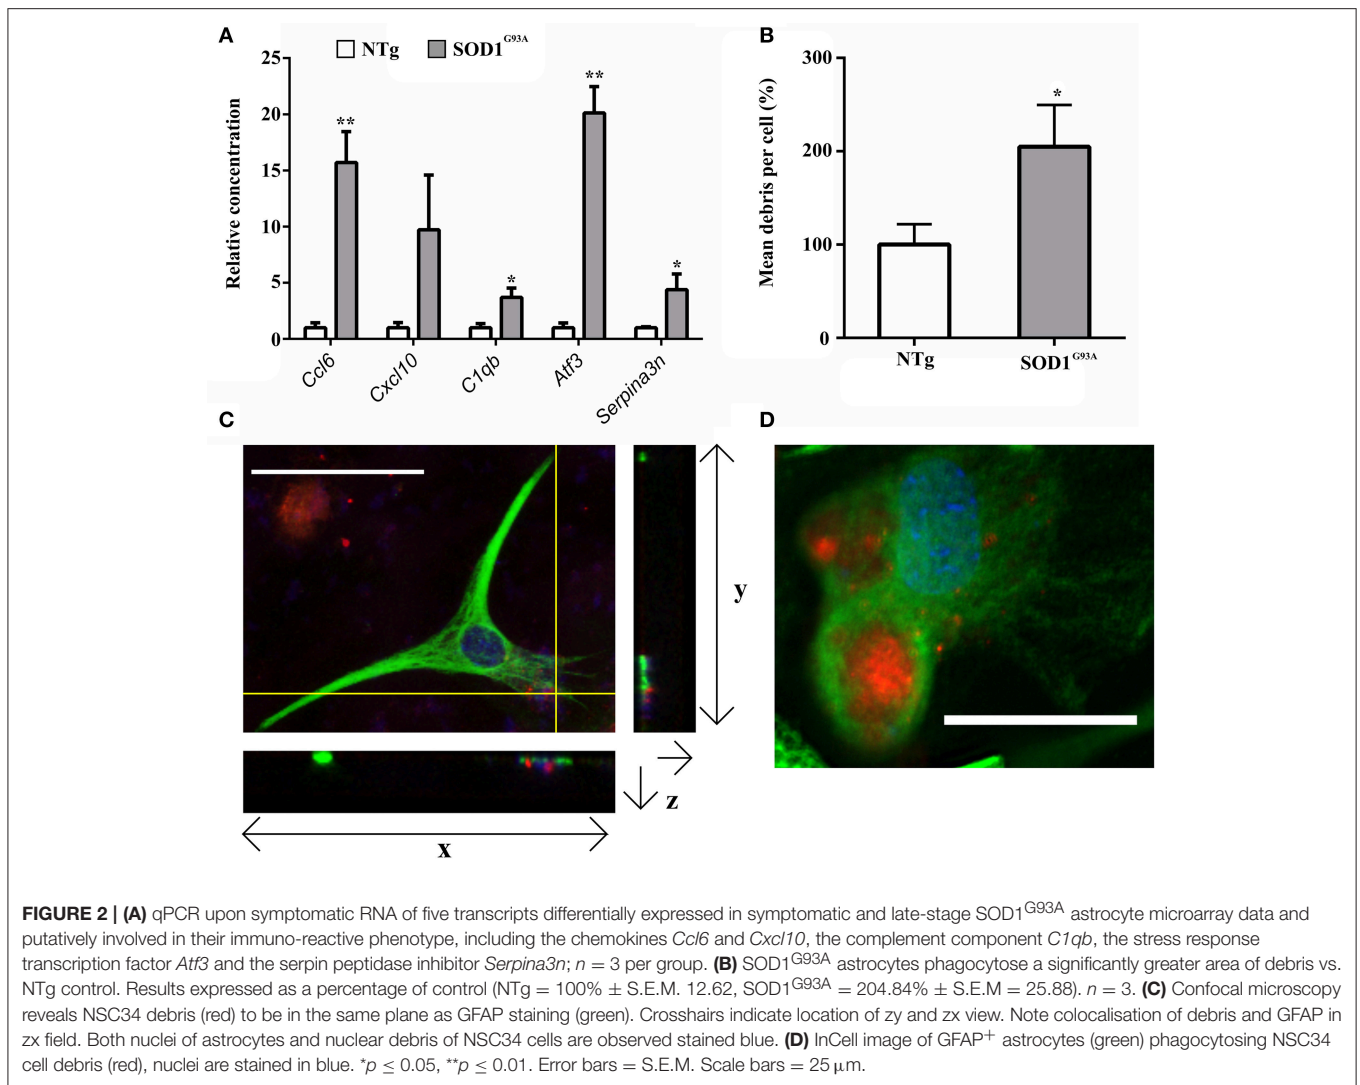 A
NTg
SOD1G93A
25
20
15
10
5
0
Relative concentration
**
*
**
*
Ccl6
Cxcl10
C1qb
Atf3
Serpina3n
B
300
200
100
0
Mean debris per cell (%)
*
NTg
SOD1G93A
C
y
z
x
D
FIGURE 2 | (A) qPCR upon symptomatic RNA of five transcripts differentially expressed in symptomatic and late-stage SOD1G93A astrocyte microarray data and
putatively involved in their immuno-reactive phenotype, including the chemokines Ccl6 and Cxcl10, the complement component C1qb, the stress response
transcription factor Atf3 and the serpin peptidase inhibitor Serpina3n; n = 3 per group. (B) SOD1G93A astrocytes phagocytose a significantly greater area of debris vs.
NTg control. Results expressed as a percentage of control (NTg = 100% ± S.E.M. 12.62, SOD1G93A = 204.84% ± S.E.M = 25.88). n = 3. (C) Confocal microscopy
reveals NSC34 debris (red) to be in the same plane as GFAP staining (green). Crosshairs indicate location of zy and zx view. Note colocalisation of debris and GFAP in
zx field. Both nuclei of astrocytes and nuclear debris of NSC34 cells are observed stained blue. (D) InCell image of GFAP+ astrocytes (green) phagocytosing NSC34
cell debris (red), nuclei are stained in blue. *p ≤ 0.05, **p ≤ 0.01. Error bars = S.E.M. Scale bars = 25 μm.